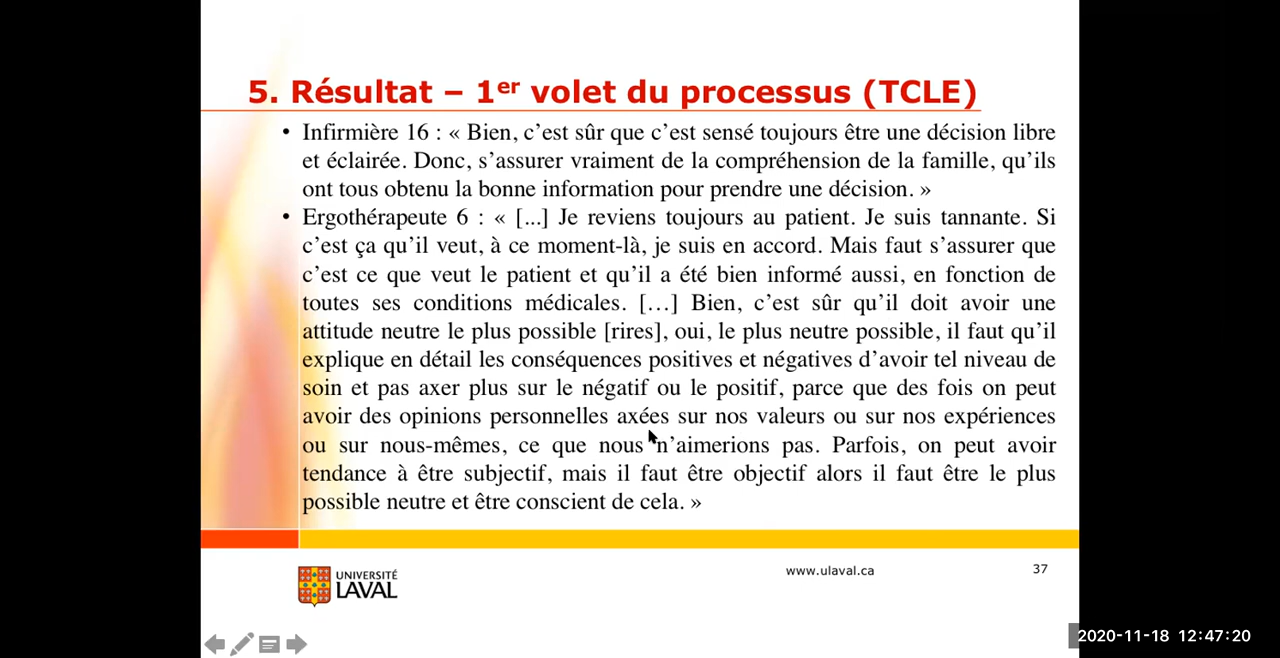 5. Résultat – 1er volet du processus (TCLE)
• Infirmière 16 : « Bien, c’est sûr que c’est sensé toujours être une décision libre
et éclairée. Donc, s’assurer vraiment de la compréhension de la famille, qu’ils
ont tous obtenu la bonne information pour prendre une décision. »
• Ergothérapeute 6 : « [...] Je reviens toujours au patient. Je suis tannante. Si
c’est ça qu’il veut, à ce moment-là, je suis en accord. Mais faut s’assurer que
c’est ce que veut le patient et qu’il a été bien informé aussi, en fonction de
toutes ses conditions médicales. […] Bien, c’est sûr qu’il doit avoir une
attitude neutre le plus possible [rires], oui, le plus neutre possible, il faut qu’il
explique en détail les conséquences positives et négatives d’avoir tel niveau de
soin et pas axer plus sur le négatif ou le positif, parce que des fois on peut
avoir des opinions personnelles axées sur nos valeurs ou sur nos expériences
ou sur nous-mêmes, ce que nous n’aimerions pas. Parfois, on peut avoir
tendance à être subjectif, mais il faut être objectif alors il faut être le plus
possible neutre et être conscient de cela. »
UNIVERSITÉ
LAVAL
www.ulaval.ca
37
2020-11-18 12:47:20